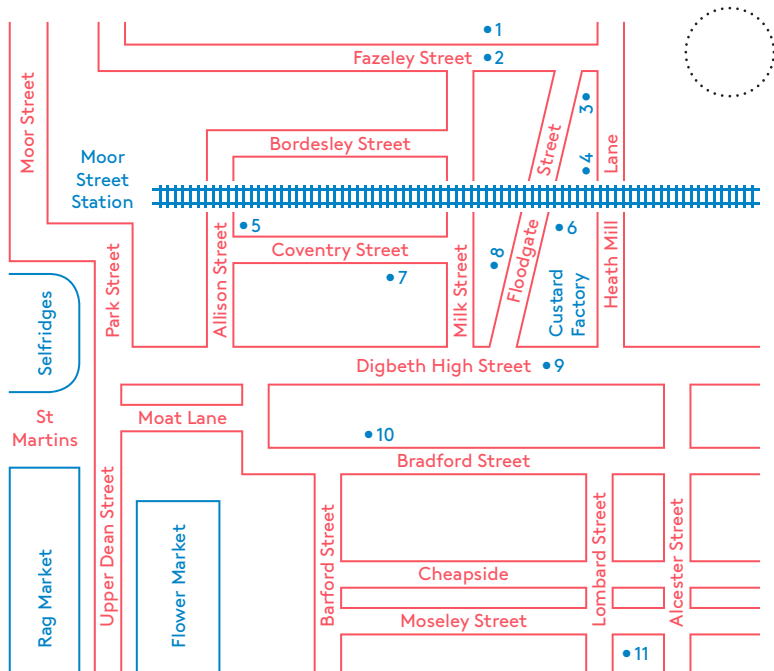 1
Fazeley Street 2
3
Moor Street
Bordesley Street
Street
Lane
4
Moor
Street
Station
5
6
Coventry Street
7
8
Park Street
Allison Street
Milk Street
Floodgate
Custard
Factory
Heath Mill
Selfridges
Digbeth High Street 9
St
Martins
Moat Lane
10
Bradford Street
Upper Dean Street
Rag Market
Flower Market
Barford Street
Lombard Street
Alcester Street
Cheapside
Moseley Street
11